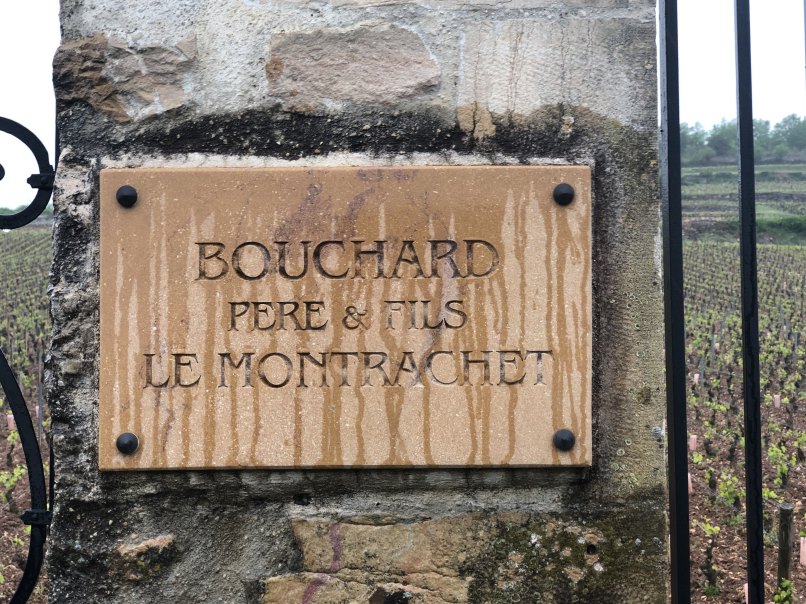 BOUCHARD
PERE & FILS
LE MONTRACHET